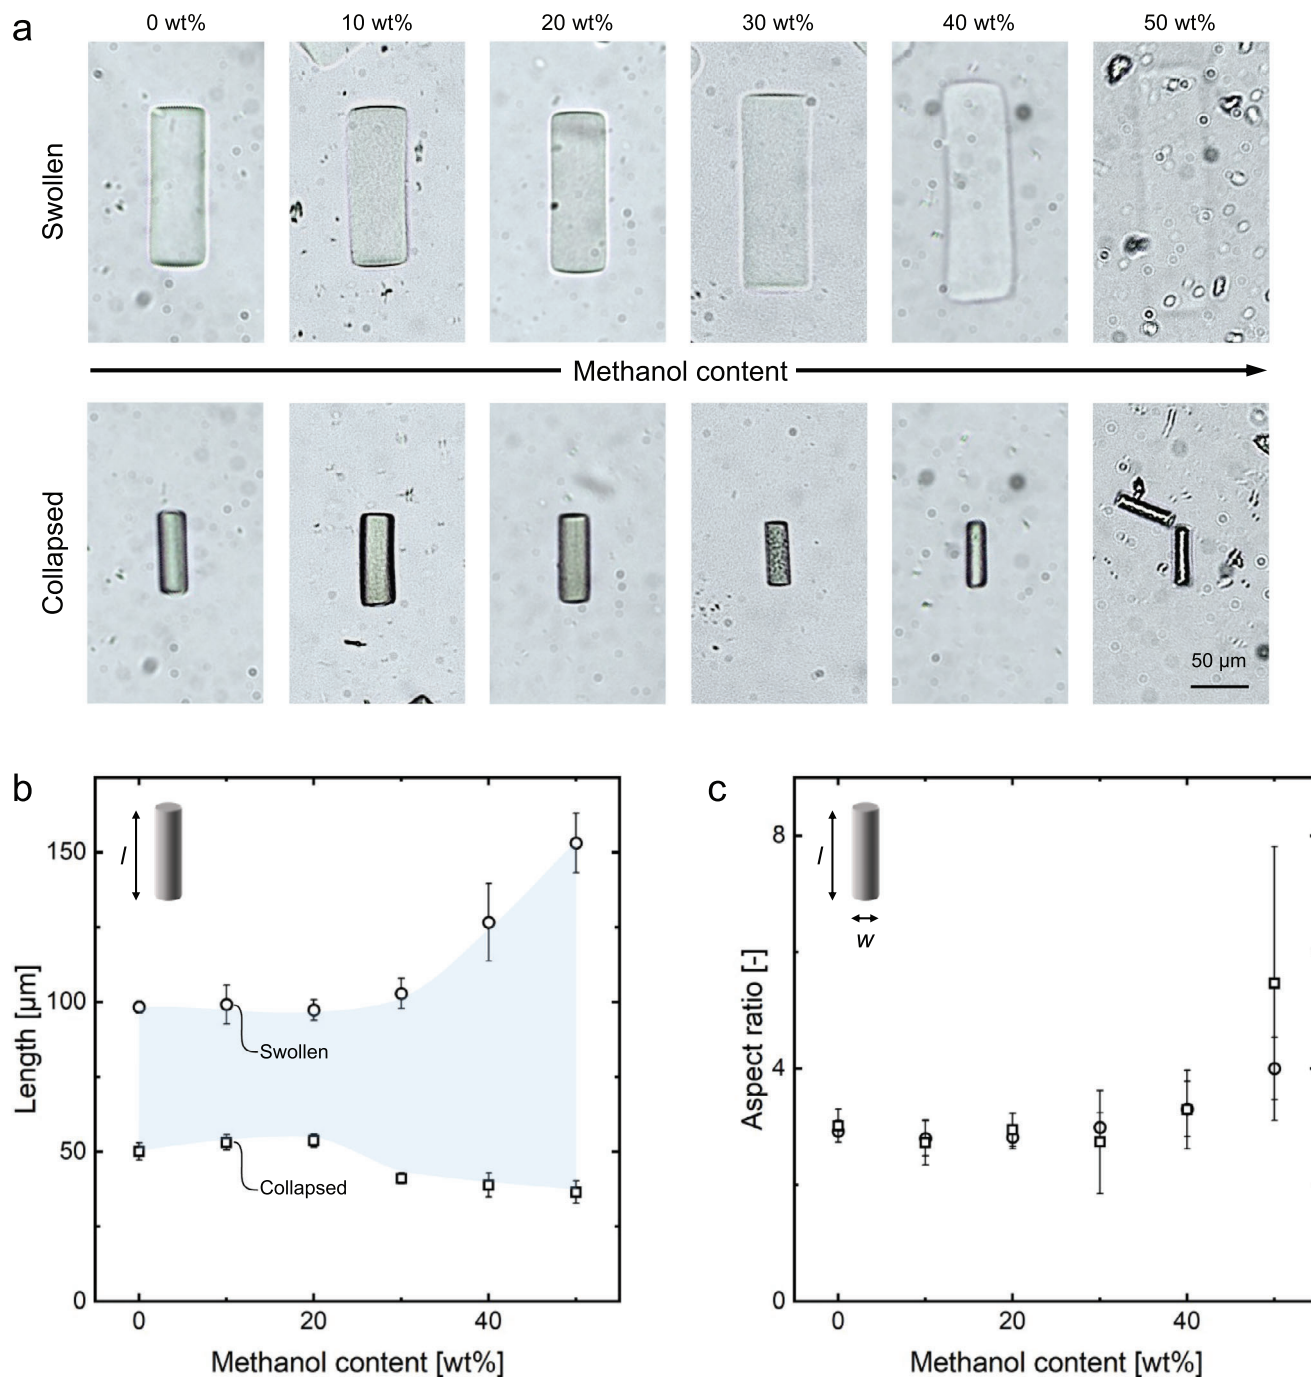 a
0 wt%
10 wt%
20 wt%
30 wt%
40 wt%
50 wt%
Swollen
Methanol content
Collapsed
50 µm
b
l
150
100
50
0
Length [µm]
Swollen
Collapsed
0
20
40
Methanol content [wt%]
c
l
w
8
4
0
Aspect ratio [-]
0
20
40
Methanol content [wt%]